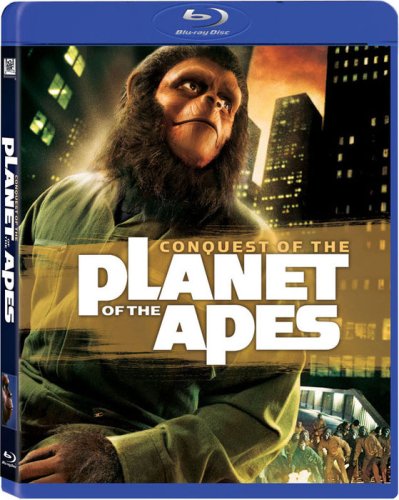 Blu-ray Disc
CONQUEST OF THE
PLANET
OF THE
APES
CONQUEST OF THE
PLANET
OF THE
APES